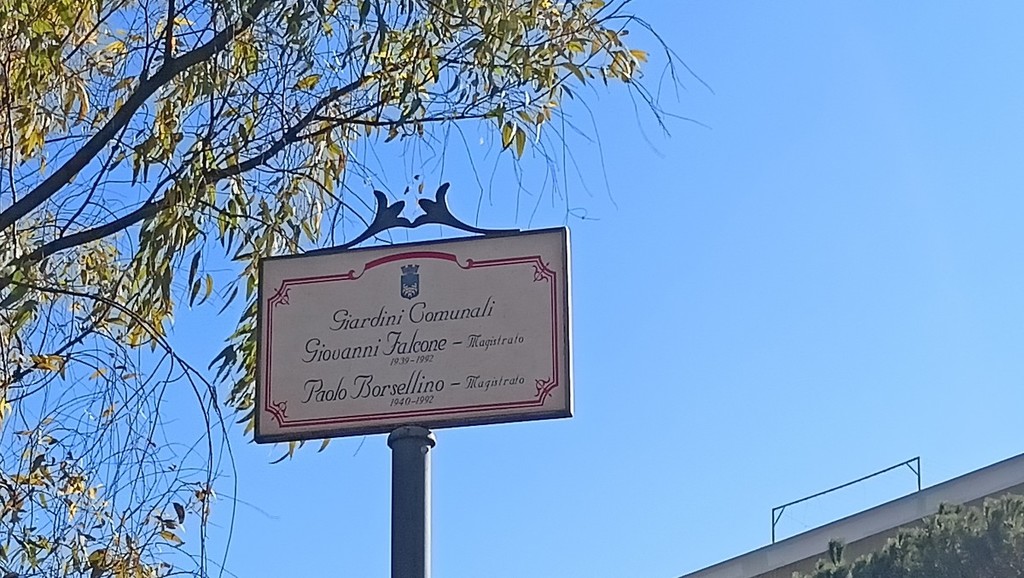 Giardini Comunali
Giovanni Falcone – Magistrato
1939-1992
Paolo Borsellino – Magistrato
1940-1992